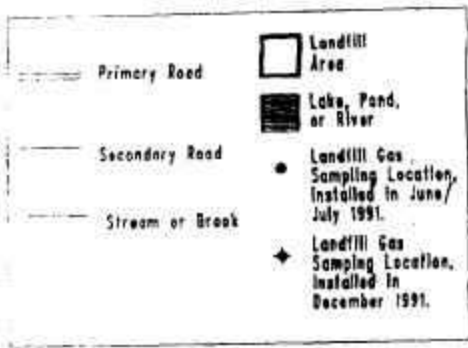 Primary Road
Secondary Road
Stream or Brook
Landfill
Area
Lake, Pond,
or River
Landfill Gas
Sampling Location,
Installed in June/
July 1991.
Landfill Gas
Sampling Location,
Installed in
December 1991.